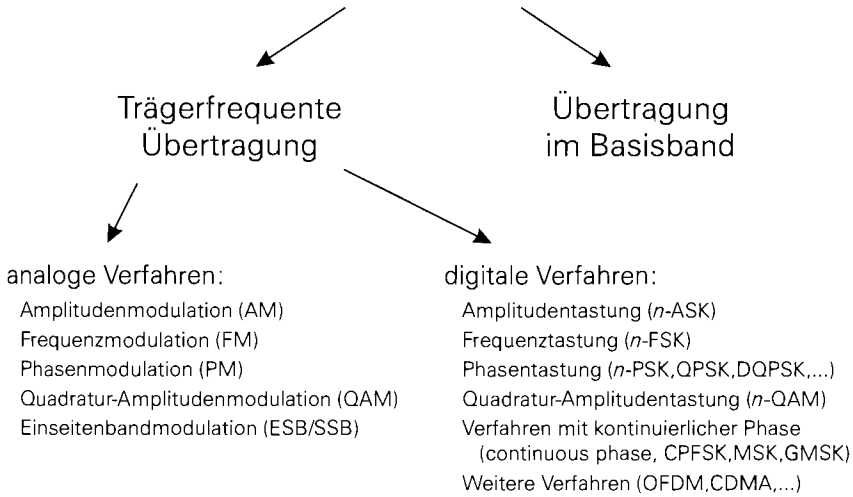 Trägerfrequente
Übertragung
Übertragung
im Basisband
analoge Verfahren:
Amplitudenmodulation (AM)
Frequenzmodulation (FM)
Phasenmodulation (PM)
Quadratur-Amplitudenmodulation (QAM)
Einseitenbandmodulation (ESB/SSB)
digitale Verfahren:
Amplitudentastung (n-ASK)
Frequenztastung (n-FSK)
Phasentastung (n-PSK,QPSK,DQPSK,...)
Quadratur-Amplitudentastung (n-QAM)
Verfahren mit kontinuierlicher Phase
(continuous phase, CPFSK,MSK,GMSK)
Weitere Verfahren (OFDM,CDMA,...)